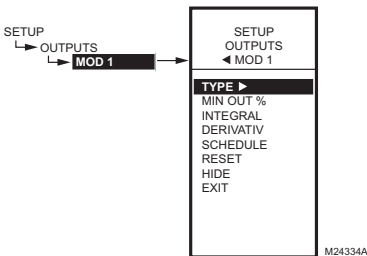 SETUP
OUTPUTS
MOD 1
SETUP
OUTPUTS
◄ MOD 1
TYPE ►
MIN OUT %
INTEGRAL
DERIVATIV
SCHEDULE
RESET
HIDE
EXIT
M24334A